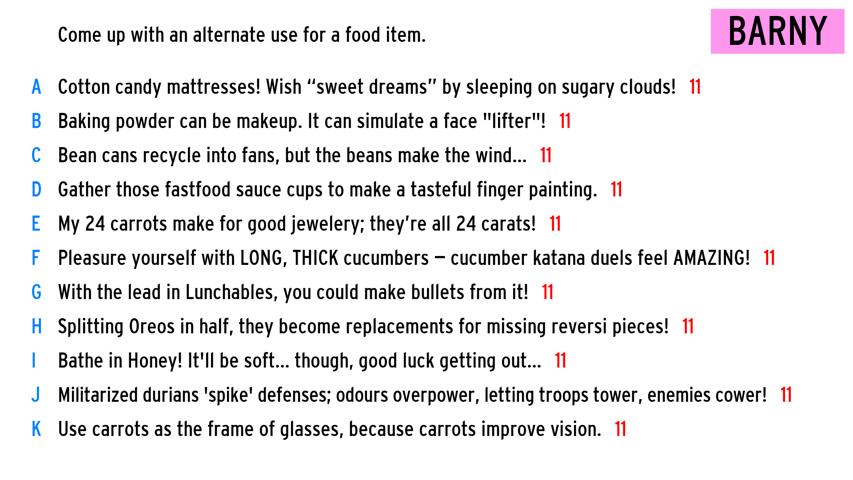 Come up with an alternate use for a food item.
BARNY
A Cotton candy mattresses! Wish “sweet dreams” by sleeping on sugary clouds! 11
B Baking powder can be makeup. It can simulate a face "lifter"! 11
C Bean cans recycle into fans, but the beans make the wind... 11
D Gather those fastfood sauce cups to make a tasteful finger painting. 11
E My 24 carrots make for good jewelery; they’re all 24 carats! 11
F Pleasure yourself with LONG, THICK cucumbers – cucumber katana duels feel AMAZING! 11
G With the lead in Lunchables, you could make bullets from it! 11
H Splitting Oreos in half, they become replacements for missing reversi pieces! 11
I Bathe in Honey! It'll be soft... though, good luck getting out... 11
J Militarized durians 'spike' defenses; odours overpower, letting troops tower, enemies cower! 11
K Use carrots as the frame of glasses, because carrots improve vision. 11